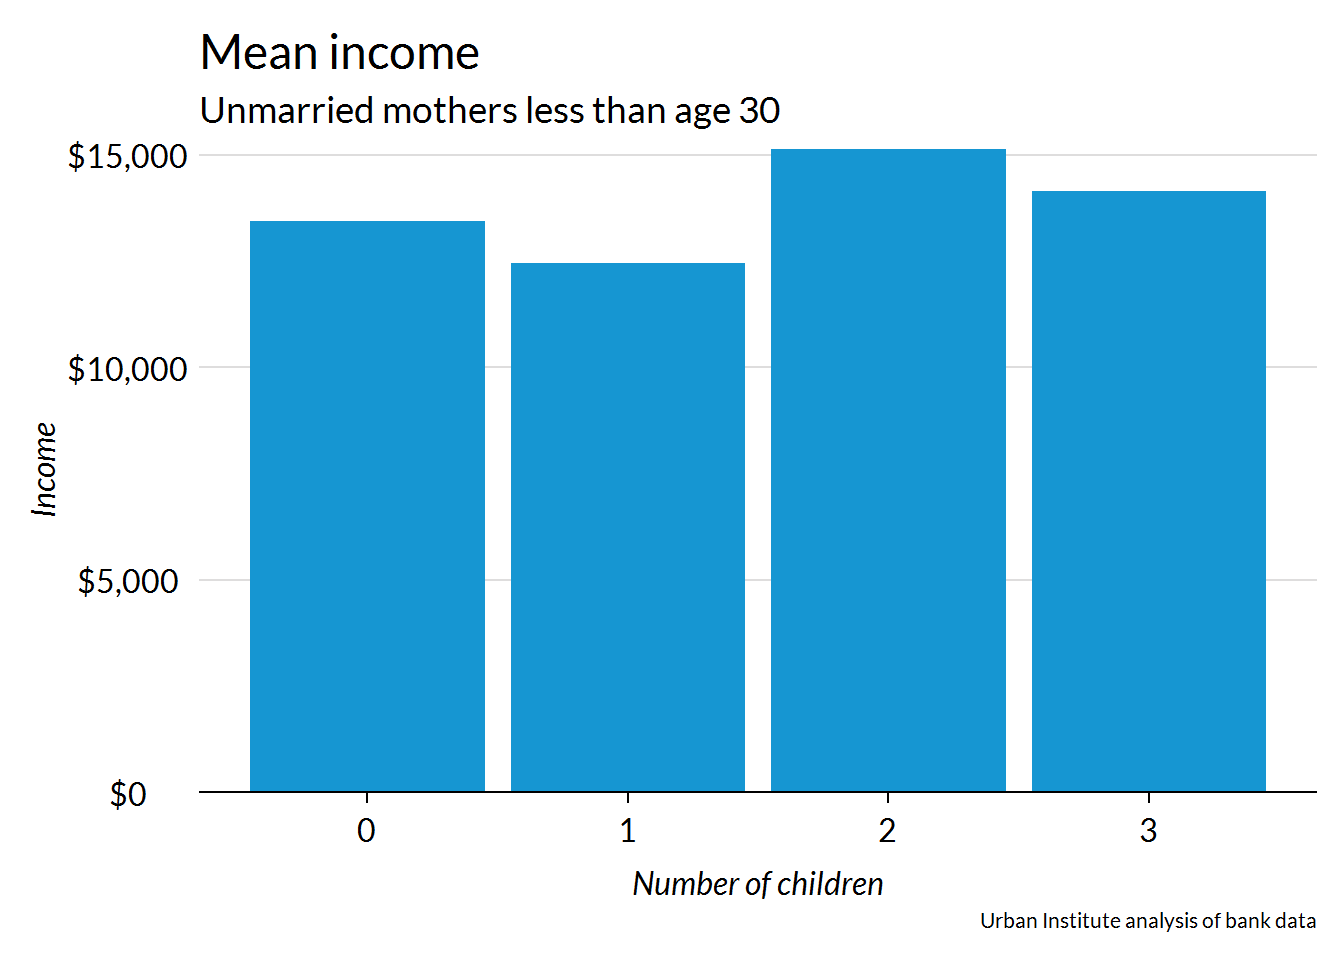 Mean income
Unmarried mothers less than age 30
$15,000
$10,000
$5,000
$0
Income
0 1 2 3
Number of children
Urban Institute analysis of bank data